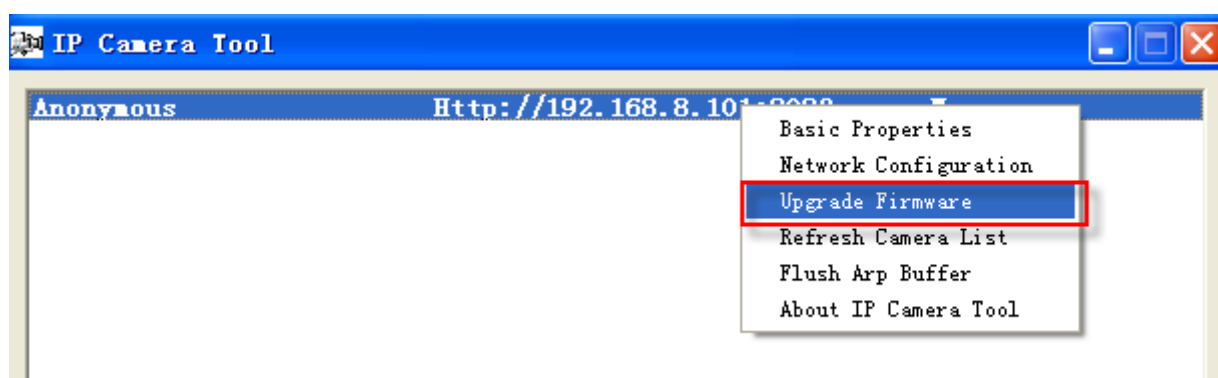 IP Camera Tool
Anonymous Http://192.168.8.101
Basic Properties
Network Configuration
Upgrade Firmware
Refresh Camera List
Flush Arp Buffer
About IP Camera Tool